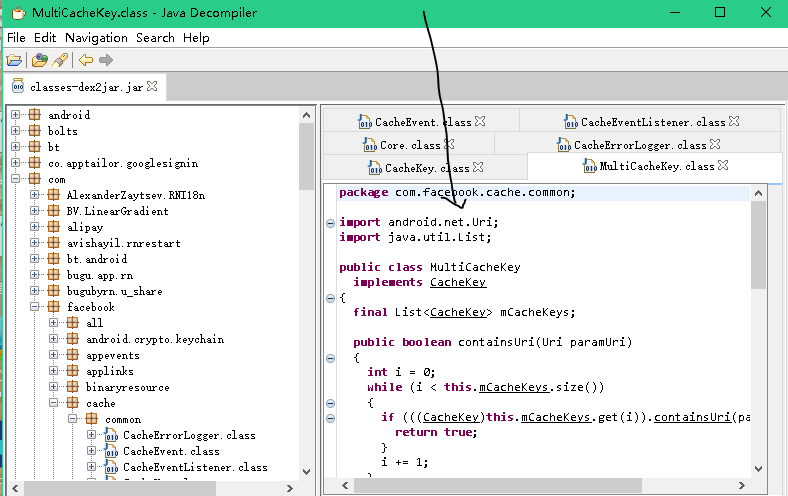 MultiCacheKey.class - Java Decompiler
File Edit Navigation Search Help
classes-dex2jar.jar
android
bolts
bt
co.apptailor.googlesignin
com
AlexanderZaytsev.RNI18n
BV.LinearGradient
alipay
avishayil.rnrestart
bt.android
bugu.app.rn
bugubyrn.u_share
facebook
all
android.crypto.keychain
appevents
applinks
binaryresource
cache
common
CacheErrorLogger.class
CacheEvent.class
CacheEventListener.class
CacheEvent.class CacheEventListener.class
Core.class CacheErrorLogger.class
CacheKey.class MultiCacheKey.class
package com.facebook.cache.common;
import android.net.Uri;
import java.util.List;
public class MultiCacheKey
implements CacheKey
{
final List<CacheKey> mCacheKeys;
public boolean containsUri(Uri paramUri)
{
int i = 0;
while (i < this.mCacheKeys.size())
{
if (((CacheKey)this.mCacheKeys.get(i)).containsUri(pa
return true;
}
i += 1;